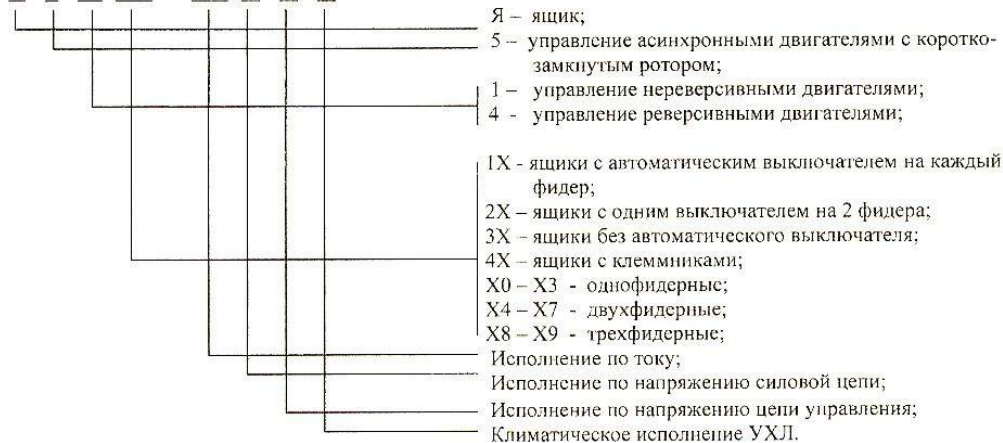 Я – ящик;
5 – управление асинхронными двигателями с коротко-
замкнутым ротором;
1 – управление нереверсивными двигателями;
4 - управление реверсивными двигателями;
1Х - ящики с автоматическим выключателем на каждый
фидер;
2Х – ящики с одним выключателем на 2 фидера;
3Х – ящики без автоматического выключателя;
4Х – ящики с клеммниками;
Х0 – Х3 - однофидерные;
Х4 – Х7 - двухфидерные;
Х8 – Х9 - трехфидерные;
Исполнение по току;
Исполнение по напряжению силовой цепи;
Исполнение по напряжению цепи управления;
Климатическое исполнение УХЛ.